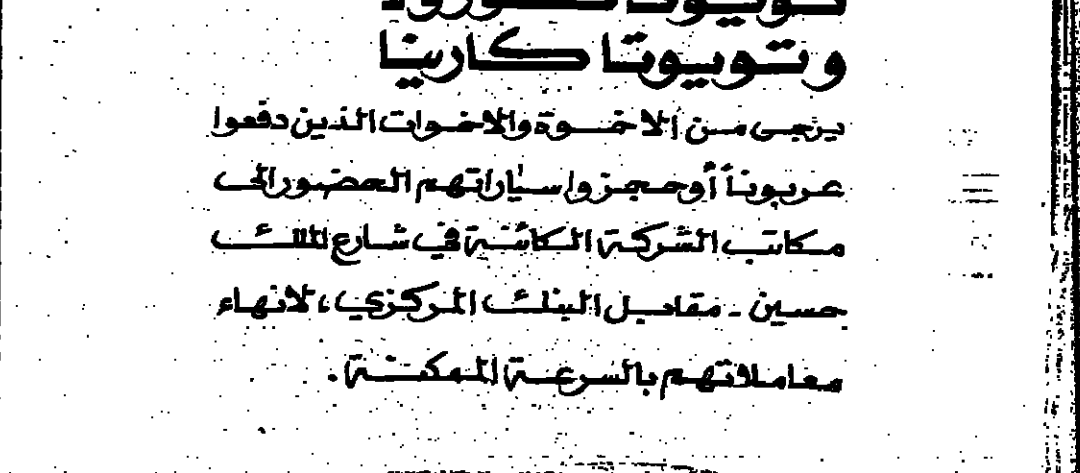 وتويوتا كارينا
يرجى من الاخوة والاخوات الذين دفعوا
عربوناً أو حجزوا سياراتهم الحضور الى
مكاتب الشركة الكائنة في شارع الملك
حسين - مقابل البنك المركزي، لانهاء
معاملاتهم بالسرعة الممكنة.